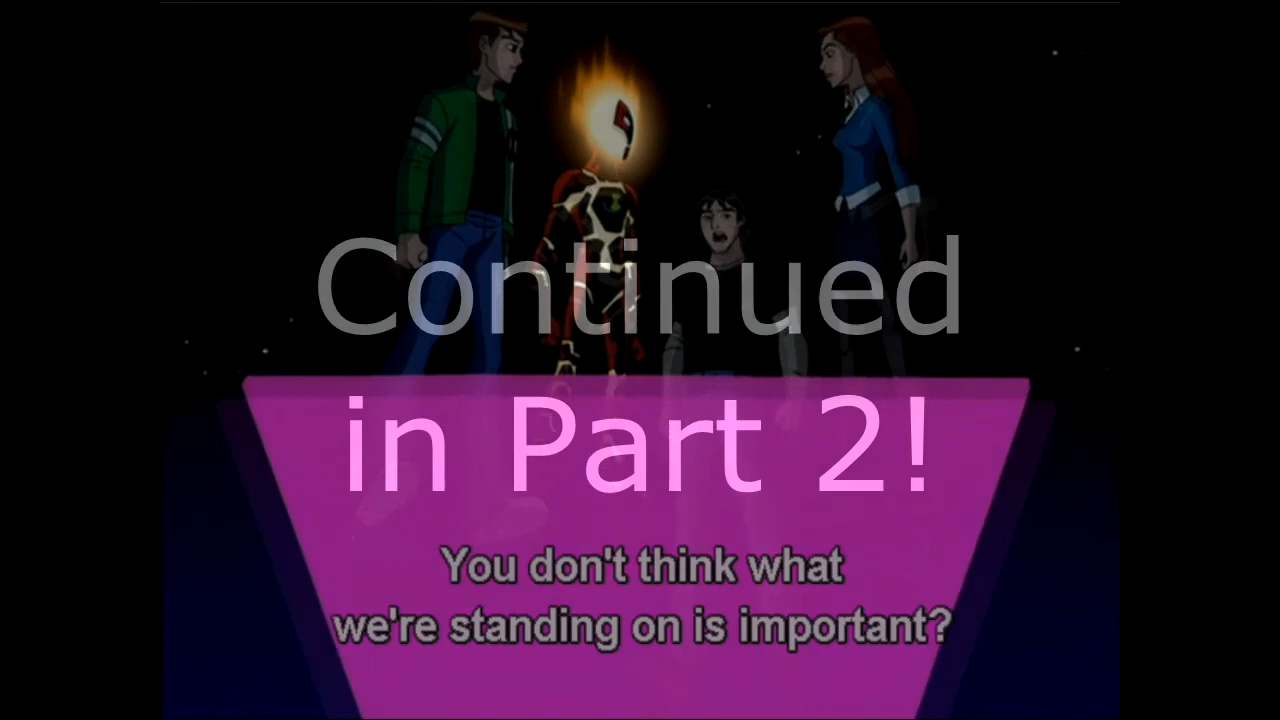 Continued
in Part 2!
You don't think what
we're standing on is important?